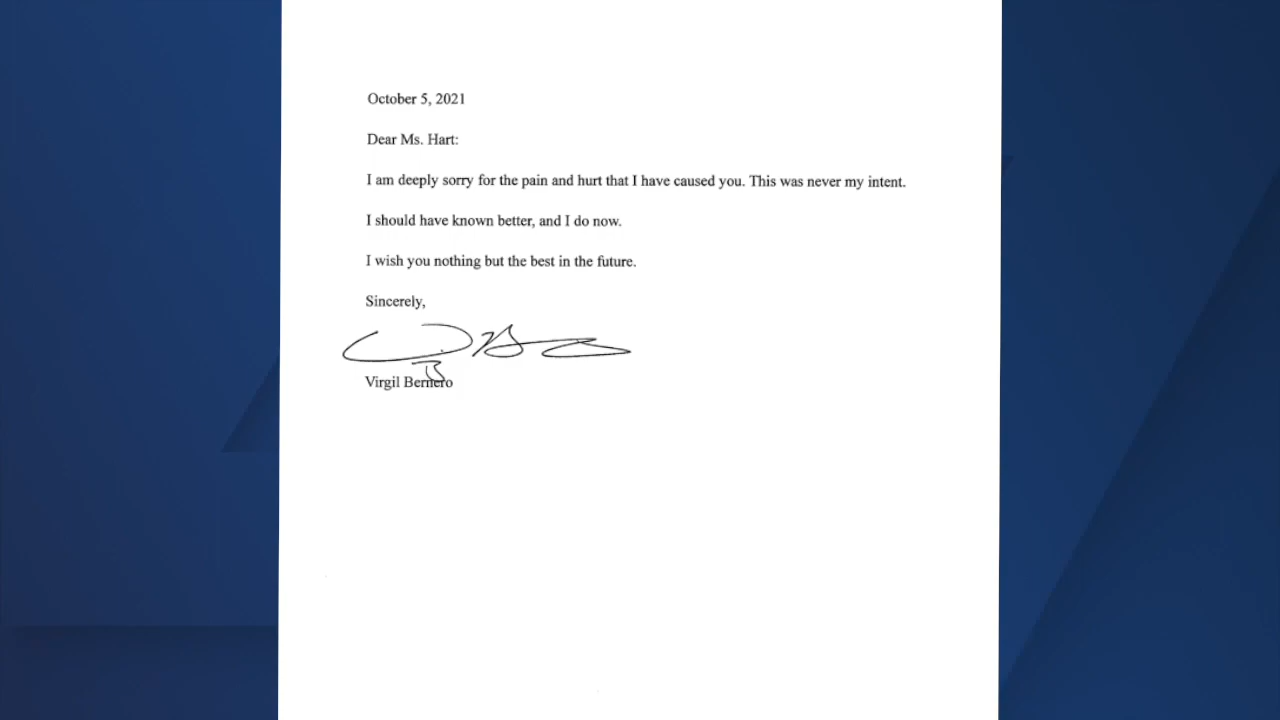 October 5, 2021
Dear Ms. Hart:
I am deeply sorry for the pain and hurt that I have caused you. This was never my intent.
I should have known better, and I do now.
I wish you nothing but the best in the future.
Sincerely,
Virgil Bernero